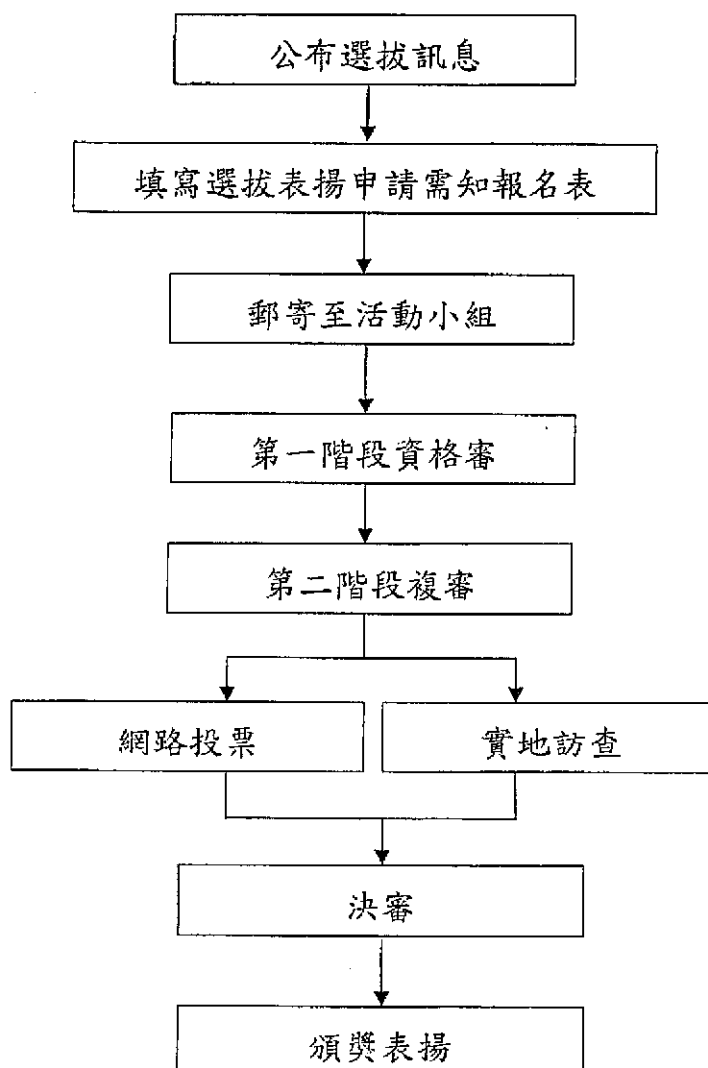 公布選拔訊息
填寫選拔表揚申請需知報名表
郵寄至活動小組
第一階段資格審
第二階段複審
網路投票
實地訪查
決審
頒獎表揚